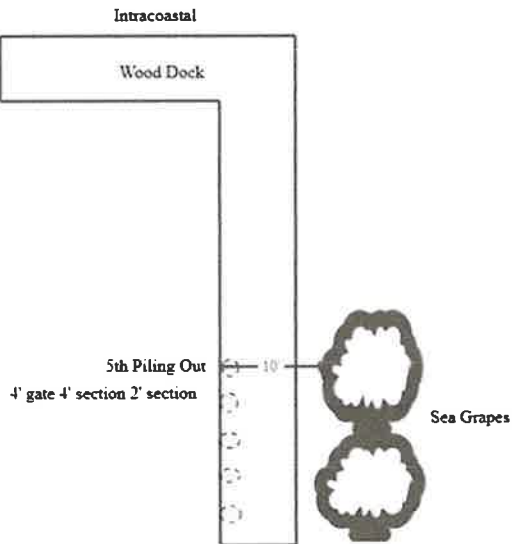 Intracoastal
Wood Dock
5th Piling Out
10'
4' gate 4' section 2' section
Sea Grapes